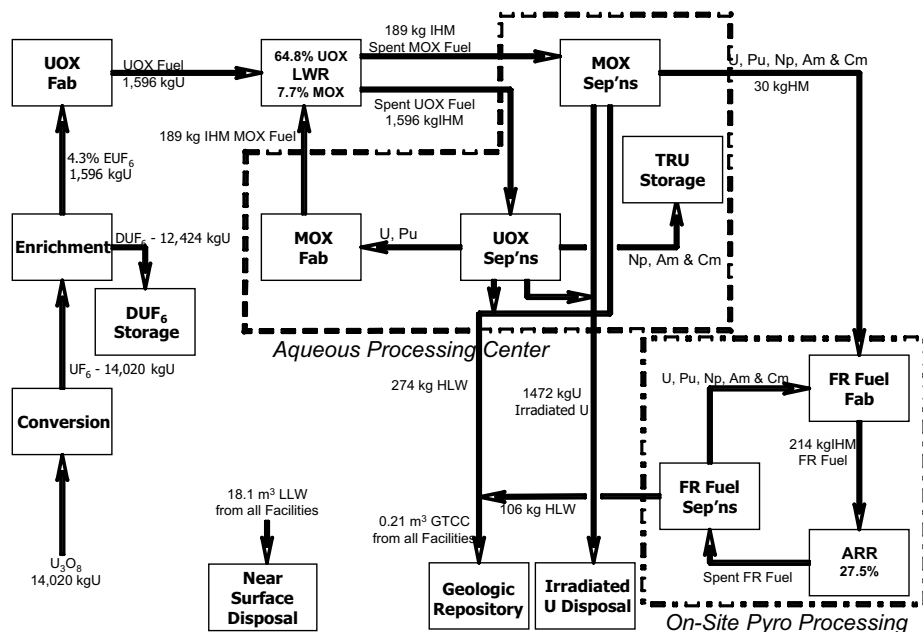 189 kg IHM
Spent MOX Fuel
UOX
Fab
UOX Fuel
1,596 kgU
64.8% UOX
LWR
7.7% MOX
MOX
Sep'ns
U, Pu, Np, Am & Cm
30 kgHM
Spent UOX Fuel
1,596 kgIHM
189 kg IHM MOX Fuel
4.3% EUF₆
1,596 kgU
TRU
Storage
Enrichment
DUF₆ - 12,424 kgU
MOX
Fab
U, Pu
UOX
Sep'ns
Np, Am & Cm
DUF₆
Storage
Aqueous Processing Center
UF₆ - 14,020 kgU
274 kg HLW
1472 kgU
Irradiated U
U, Pu, Np, Am & Cm
FR Fuel
Fab
Conversion
214 kgIHM
FR Fuel
18.1 m³ LLW
from all Facilities
106 kg HLW
FR Fuel
Sep'ns
0.21 m³ GTCC
from all Facilities
U₃O₈
14,020 kgU
Near
Surface
Disposal
Geologic
Repository
Irradiated
U Disposal
Spent FR Fuel
ARR
27.5%
On-Site Pyro Processing